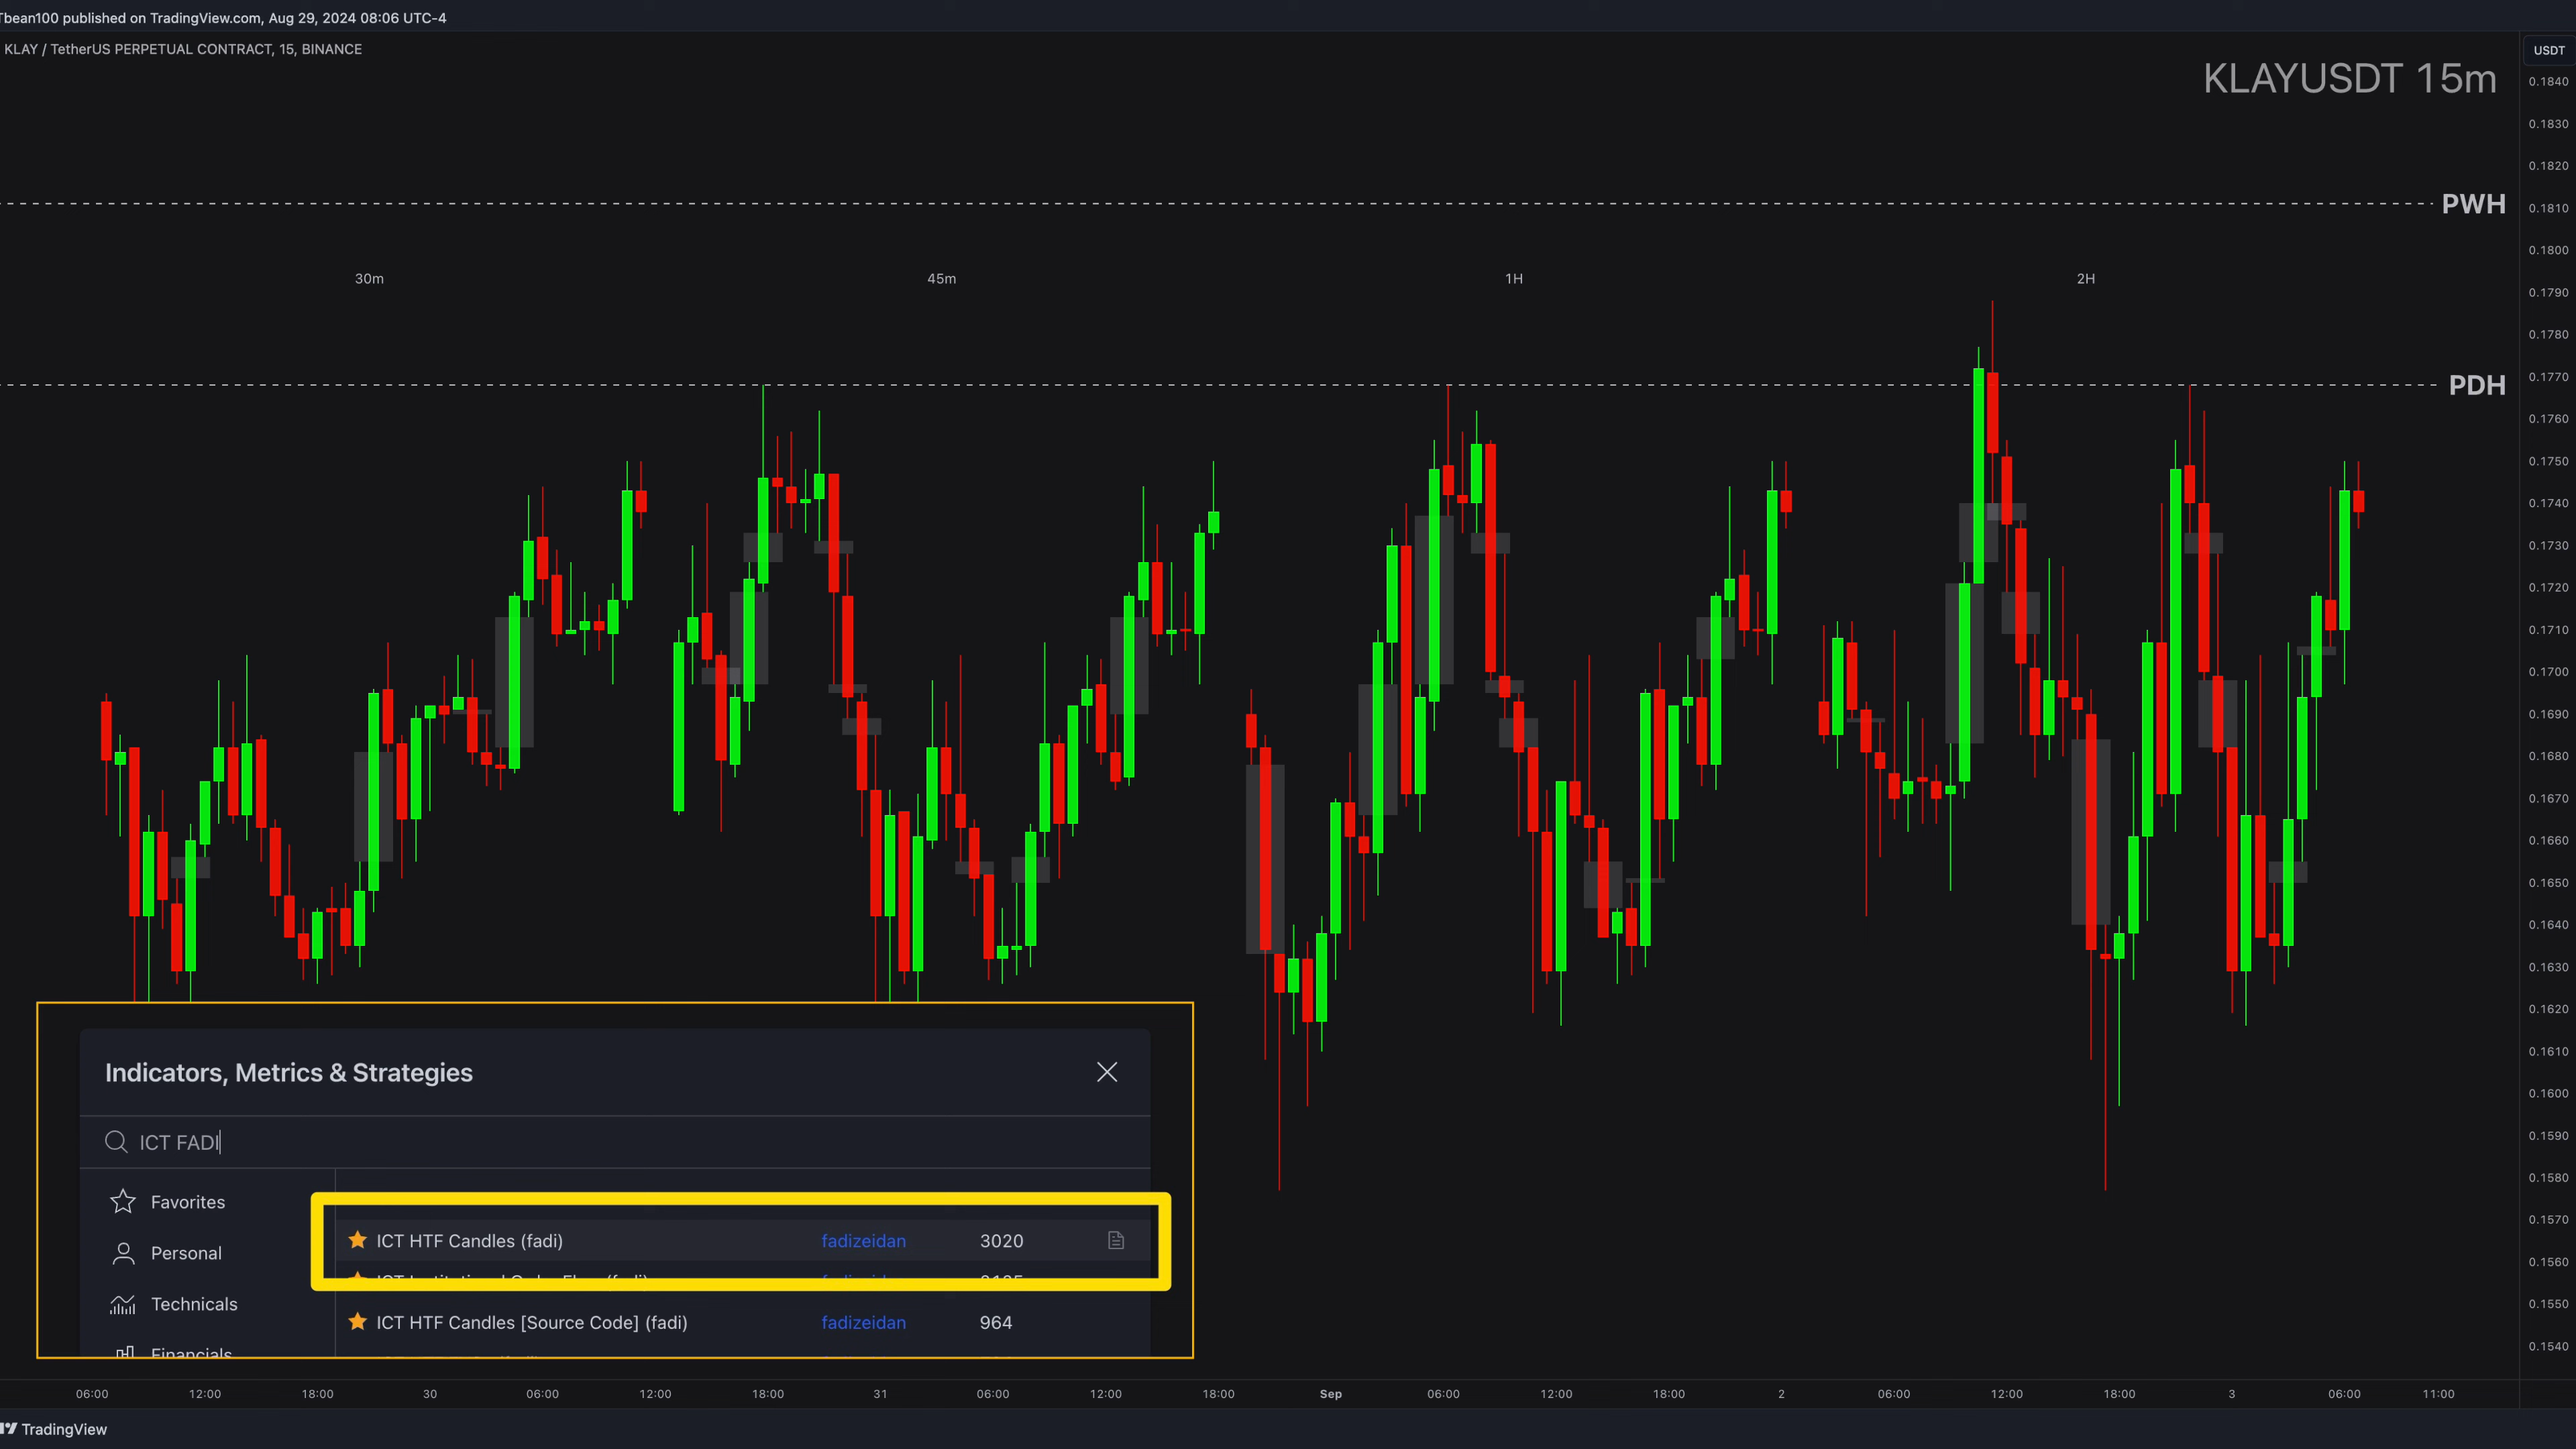 Tbean100 published on TradingView.com, Aug 29, 2024 08:06 UTC-4
KLAY / TetherUS PERPETUAL CONTRACT, 15, BINANCE
USDT
KLAYUSDT 15m
0.1840
0.1830
0.1820
PWH
0.1810
0.1800
30m 45m 1H 2H
0.1790
0.1780
PDH
0.1770
0.1760
0.1750
0.1740
0.1730
0.1720
0.1710
0.1700
0.1690
0.1680
0.1670
0.1660
0.1650
0.1640
0.1630
0.1620
0.1610
0.1600
0.1590
0.1580
0.1570
0.1560
0.1550
0.1540
Indicators, Metrics & Strategies
ICT FADI
Favorites
Personal
Technicals
Financials
ICT HTF Candles (fadi) fadizeidan 3020
ICT HTF Candles [Source Code] (fadi) fadizeidan 964
06:00 12:00 18:00 30 06:00 12:00 18:00 31 06:00 12:00 18:00 Sep 06:00 12:00 18:00 2 06:00 12:00 18:00 3 06:00 11:00
TradingView